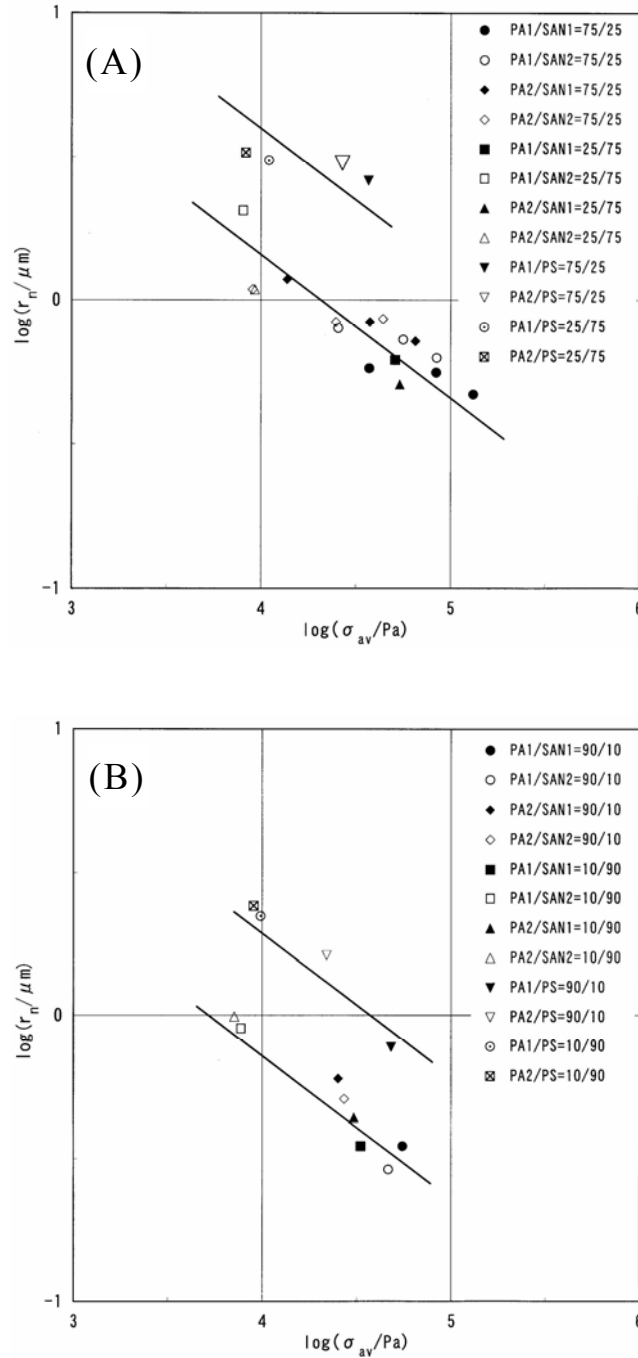 1
(A)
PA1/SAN1=75/25
PA1/SAN2=75/25
PA2/SAN1=75/25
PA2/SAN2=75/25
PA1/SAN1=25/75
PA1/SAN2=25/75
PA2/SAN1=25/75
PA2/SAN2=25/75
PA1/PS=75/25
PA2/PS=75/25
PA1/PS=25/75
PA2/PS=25/75
log(rn/μm)
0
-1
3 4 5 6
log(σav/Pa)
1
(B)
PA1/SAN1=90/10
PA1/SAN2=90/10
PA2/SAN1=90/10
PA2/SAN2=90/10
PA1/SAN1=10/90
PA1/SAN2=10/90
PA2/SAN1=10/90
PA2/SAN2=10/90
PA1/PS=90/10
PA2/PS=90/10
PA1/PS=10/90
PA2/PS=10/90
log(rn/μm)
0
-1
3 4 5 6
log(σav/Pa)